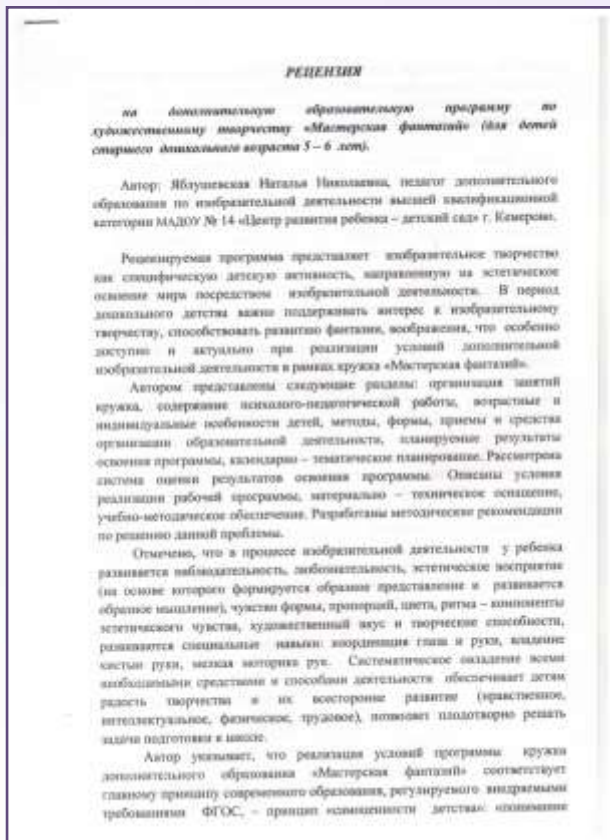 РЕЦЕНЗИЯ
на дополнительную образовательную программу по
художественному творчеству «Мастерская фантазий» (для детей
старшего дошкольного возраста 5 – 6 лет).
Автор: Яблушевская Наталья Николаевна, педагог дополнительного
образования по изобразительной деятельности высшей квалификационной
категории МАДОУ № 14 «Центр развития ребенка – детский сад» г. Кемерово.
Рецензируемая программа представляет изобразительное творчество
как специфическую детскую активность, направленную на эстетическое
освоение мира посредством изобразительной деятельности. В период
дошкольного детства важно поддерживать интерес к изобразительному
творчеству, способствовать развитию фантазии, воображения, что особенно
доступно и актуально при реализации условий дополнительной
изобразительной деятельности в рамках кружка «Мастерская фантазий».
Автором представлены следующие разделы: организация занятий
кружка, содержание психолого-педагогической работы, возрастные и
индивидуальные особенности детей, методы, формы, приемы и средства
организации образовательной деятельности, планируемые результаты
освоения программы, календарно – тематическое планирование. Рассмотрена
система оценки результатов освоения программы. Описаны условия
реализации рабочей программы, материально – техническое оснащение,
учебно-методическое обеспечение. Разработаны методические рекомендации
по решению данной проблемы.
Отмечено, что в процессе изобразительной деятельности у ребенка
развивается наблюдательность, любознательность, эстетическое восприятие
(на основе которого формируется образное представление и развивается
образное мышление), чувство формы, пропорций, цвета, ритма – компоненты
эстетического чувства, художественный вкус и творческие способности,
развиваются специальные навыки: координация глаза и руки, владение
кистью руки, мелкая моторика рук. Систематическое овладение всеми
необходимыми средствами и способами деятельности обеспечивает детям
радость творчества и их всестороннее развитие (нравственное,
интеллектуальное, физическое, трудовое), позволяет плодотворно решать
задачи подготовки к школе.
Автор указывает, что реализация условий программы кружка
дополнительного образования «Мастерская фантазий» соответствует
главному принципу современного образования, регулируемого внедряемыми
требованиями ФГОС, – принцип «самоценности детства»: «понимание